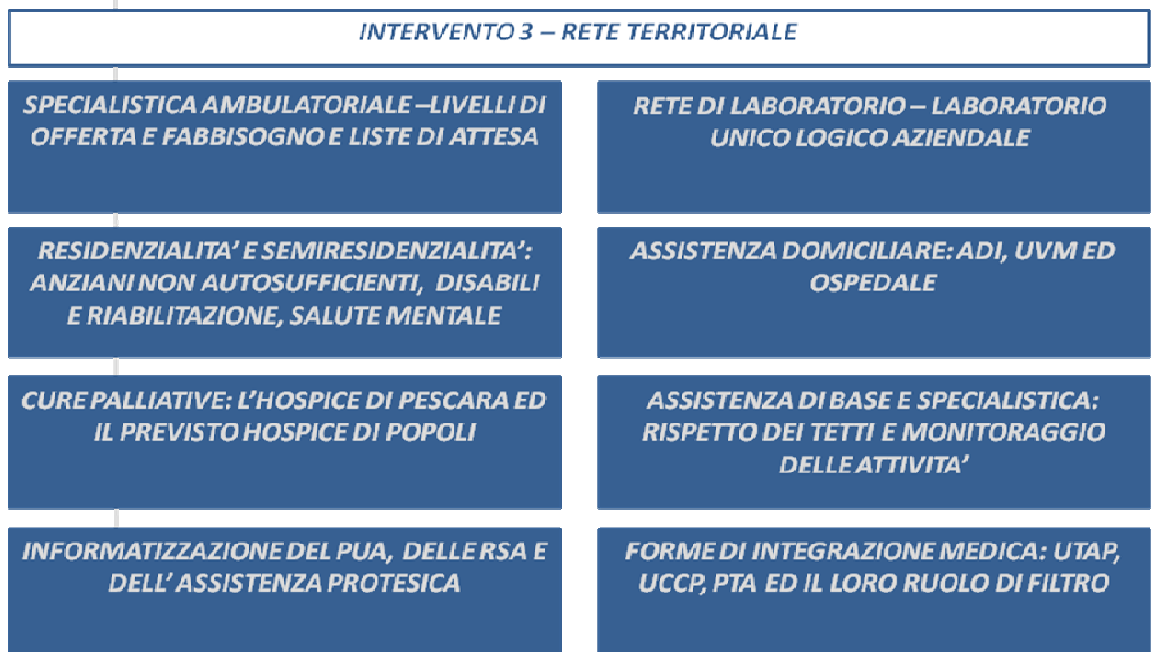 INTERVENTO 3 – RETE TERRITORIALE
SPECIALISTICA AMBULATORIALE –LIVELLI DI
OFFERTA E FABBISOGNO E LISTE DI ATTESA
RETE DI LABORATORIO – LABORATORIO
UNICO LOGICO AZIENDALE
RESIDENZIALITA’ E SEMIRESIDENZIALITA’:
ANZIANI NON AUTOSUFFICIENTI, DISABILI
E RIABILITAZIONE, SALUTE MENTALE
ASSISTENZA DOMICILIARE: ADI, UVM ED
OSPEDALE
CURE PALLIATIVE: L’HOSPICE DI PESCARA ED
IL PREVISTO HOSPICE DI POPOLI
ASSISTENZA DI BASE E SPECIALISTICA:
RISPETTO DEI TETTI E MONITORAGGIO
DELLE ATTIVITA’
INFORMATIZZAZIONE DEL PUA, DELLE RSA E
DELL’ ASSISTENZA PROTESICA
FORME DI INTEGRAZIONE MEDICA: UTAP,
UCCP, PTA ED IL LORO RUOLO DI FILTRO